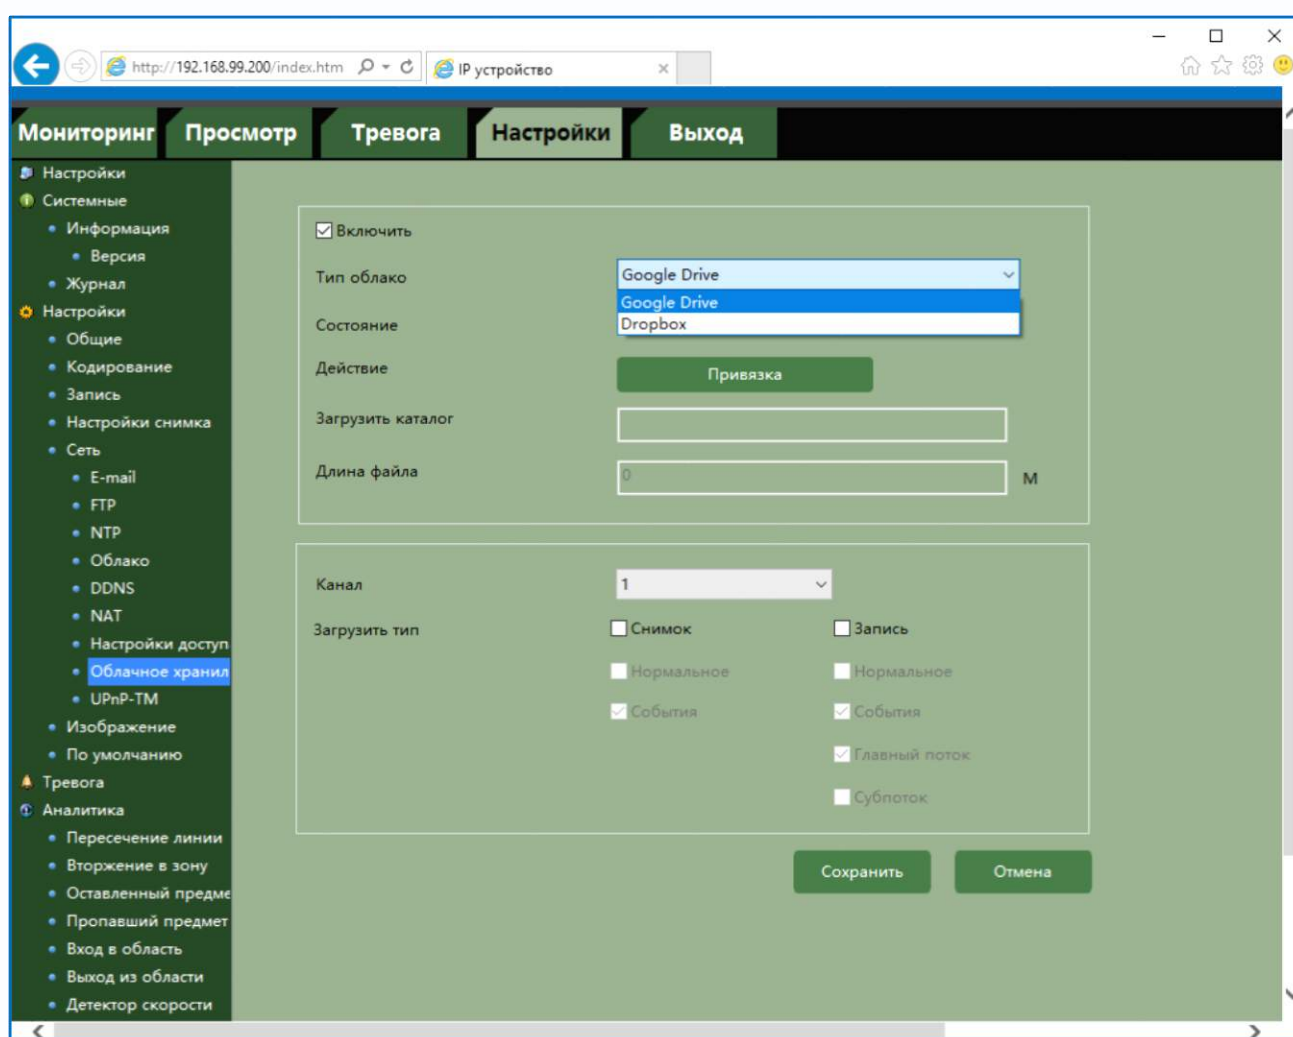 http://192.168.99.200/index.htm
IP устройство
Мониторинг Просмотр Тревога Настройки Выход
Настройки
Системные
Информация
Версия
Журнал
Настройки
Общие
Кодирование
Запись
Настройки снимка
Сеть
E-mail
FTP
NTP
Облако
DDNS
NAT
Настройки доступ
Облачное хранил
UPnP-TM
Изображение
По умолчанию
Тревога
Аналитика
Пересечение линии
Вторжение в зону
Оставленный предме
Пропавший предмет
Вход в область
Выход из области
Детектор скорости
Включить
Тип облако Google Drive
Google Drive
Dropbox
Состояние
Действие Привязка
Загрузить каталог
Длина файла 0 M
Канал 1
Загрузить тип Снимок Запись
Нормальное Нормальное
События События
Главный поток
Субпоток
Сохранить Отмена